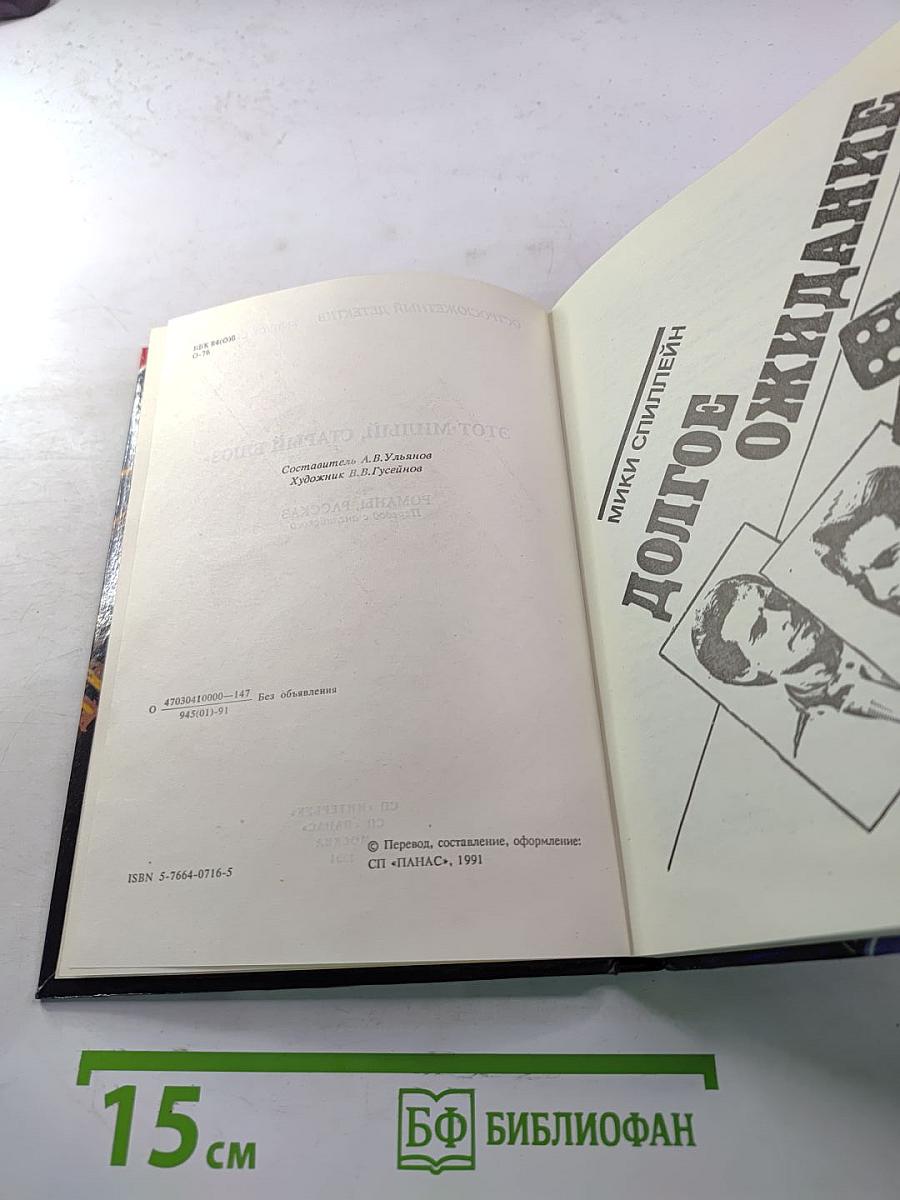 ББК 84(О)6
О-76
Составитель А.В.Ульянов
Художник В.В.Гусейнов
О 47030410000—147 Без объявления
945(01)-91
ISBN 5-7664-0716-5
© Перевод, составление, оформление:
СП «ПАНАС», 1991
МИКИ СПИЛЛЕЙН
ДОЛГОЕ
ОЖИДАНИЕ
15 см
БФ БИБЛИОФАН